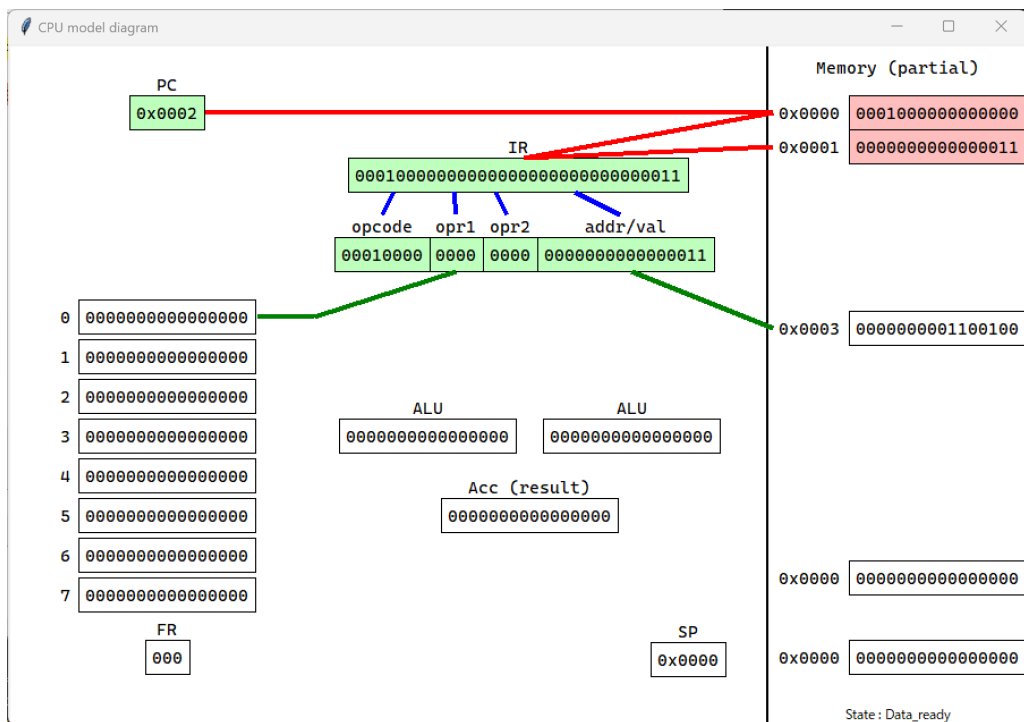 CPU model diagram
Memory (partial)
PC
0x0002
0x0000 0001000000000000
0x0001 0000000000000011
IR
00010000000000000000000000000011
opcode opr1 opr2 addr/val
00010000 0000 0000 0000000000000011
0 0000000000000000
0x0003 0000000001100100
1 0000000000000000
2 0000000000000000
ALU ALU
3 0000000000000000
0000000000000000 0000000000000000
4 0000000000000000
Acc (result)
5 0000000000000000
0000000000000000
6 0000000000000000
0x0000 0000000000000000
7 0000000000000000
FR
000
SP
0x0000
0x0000 0000000000000000
State : Data_ready